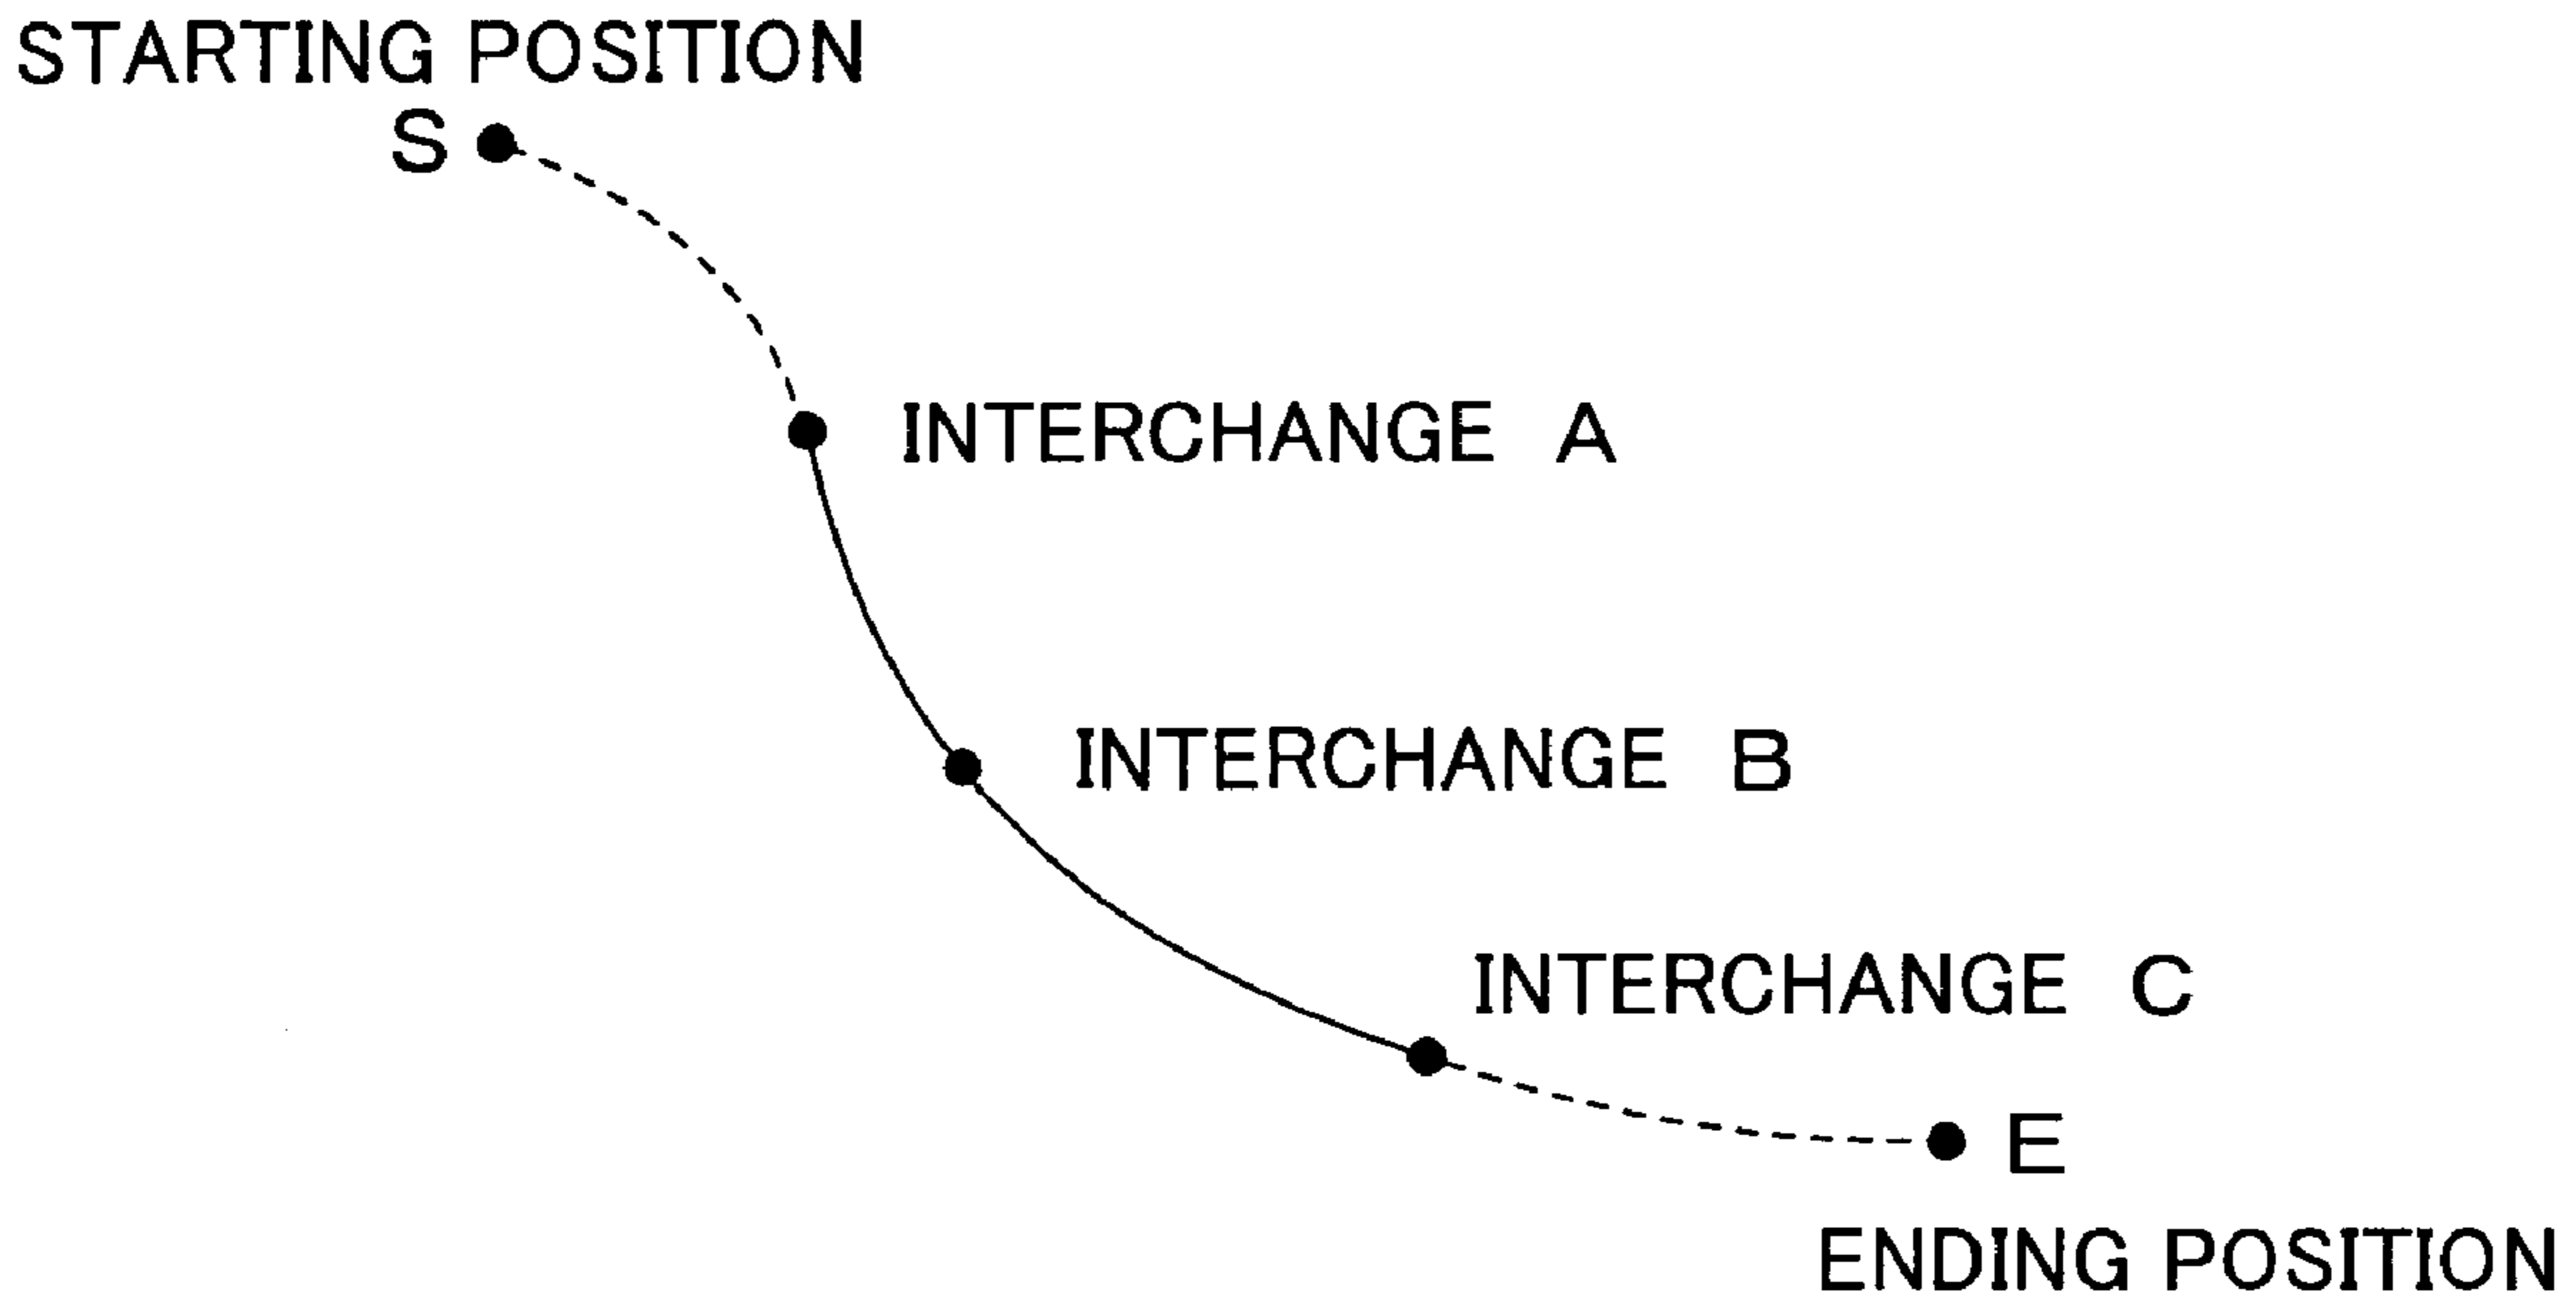 STARTING POSITION
S
INTERCHANGE A
INTERCHANGE B
INTERCHANGE C
E
ENDING POSITION